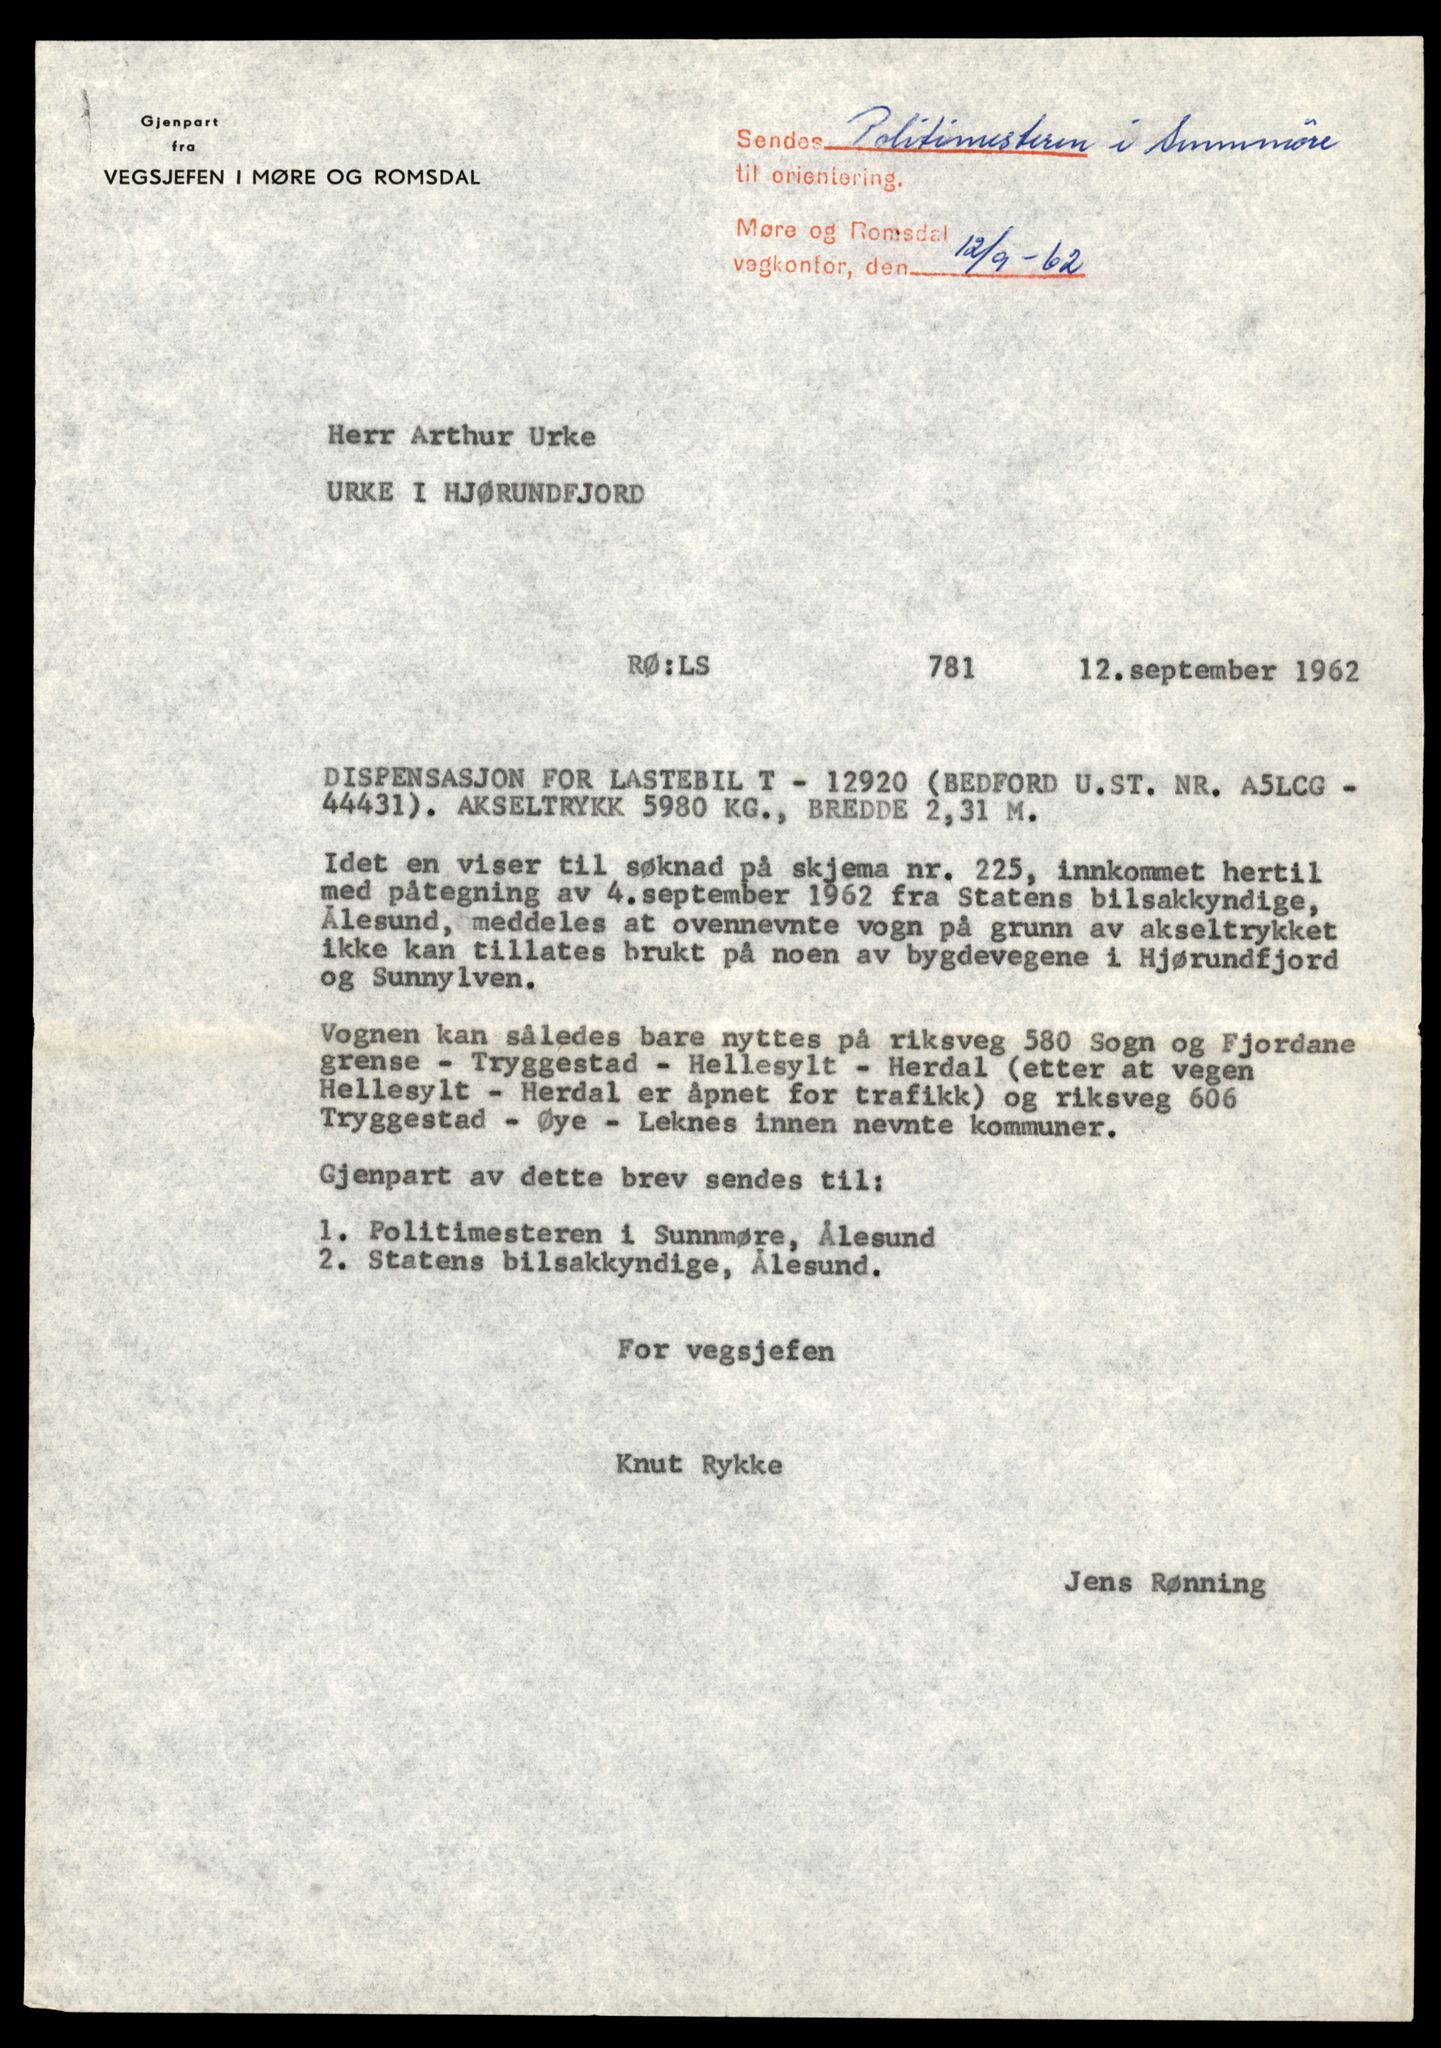 Gjenpart
fra
VEGSJEFEN I MØRE OG ROMSDAL
Sendes Politimesteren i Sunnmöre
til orientering.
Møre og Romsdal
vegkontor, den 12/9-62
Herr Arthur Urke
URKE I HJØRUNDFJORD
RØ:LS 781 12.september 1962
DISPENSASJON FOR LASTEBIL T - 12920 (BEDFORD U.ST. NR. A5LCG -
44431). AKSELTRYKK 5980 KG., BREDDE 2,31 M.
Idet en viser til søknad på skjema nr. 225, innkommet hertil
med påtegning av 4.september 1962 fra Statens bilsakkyndige,
Ålesund, meddeles at ovennevnte vogn på grunn av akseltrykket
ikke kan tillates brukt på noen av bygdevegene i Hjørundfjord
og Sunnylven.
Vognen kan således bare nyttes på riksveg 580 Sogn og Fjordane
grense - Tryggestad - Hellesylt - Herdal (etter at vegen
Hellesylt - Herdal er åpnet for trafikk) og riksveg 606
Tryggestad - Øye - Leknes innen nevnte kommuner.
Gjenpart av dette brev sendes til:
1. Politimesteren i Sunnmøre, Ålesund
2. Statens bilsakkyndige, Ålesund.
For vegsjefen
Knut Rykke
Jens Rønning